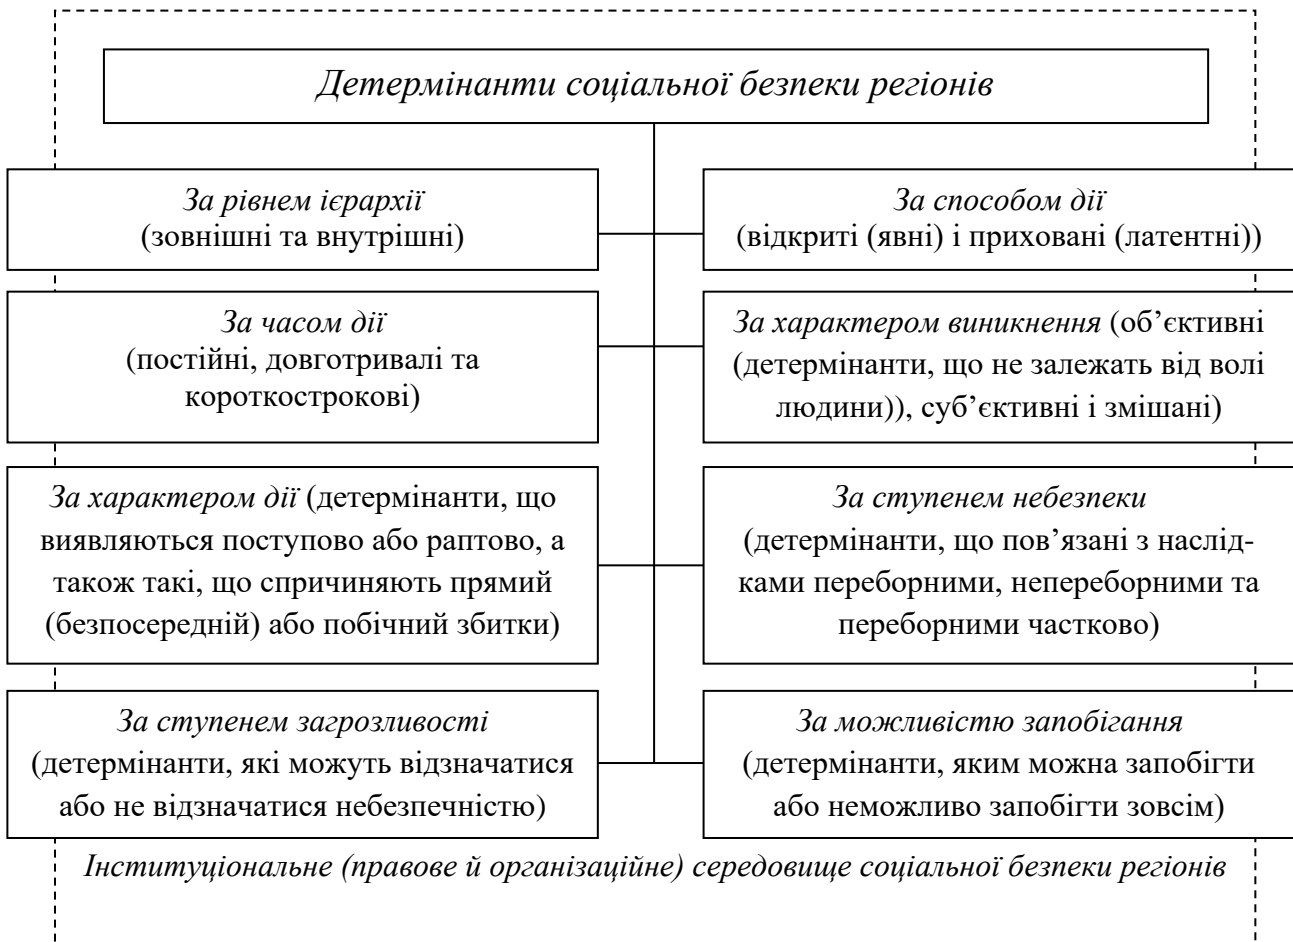 Детермінанти соціальної безпеки регіонів
За рівнем ієрархії
(зовнішні та внутрішні)
За способом дії
(відкриті (явні) і приховані (латентні))
За часом дії
(постійні, довготривалі та
короткострокові)
За характером виникнення (об’єктивні
(детермінанти, що не залежать від волі
людини)), суб’єктивні і змішані)
За характером дії (детермінанти, що
виявляються поступово або раптово, а
також такі, що спричиняють прямий
(безпосередній) або побічний збитки)
За ступенем небезпеки
(детермінанти, що пов’язані з наслід-
ками переборними, непереборними та
переборними частково)
За ступенем загрозливості
(детермінанти, які можуть відзначатися
або не відзначатися небезпечністю)
За можливістю запобігання
(детермінанти, яким можна запобігти
або неможливо запобігти зовсім)
Інституціональне (правове й організаційне) середовище соціальної безпеки регіонів